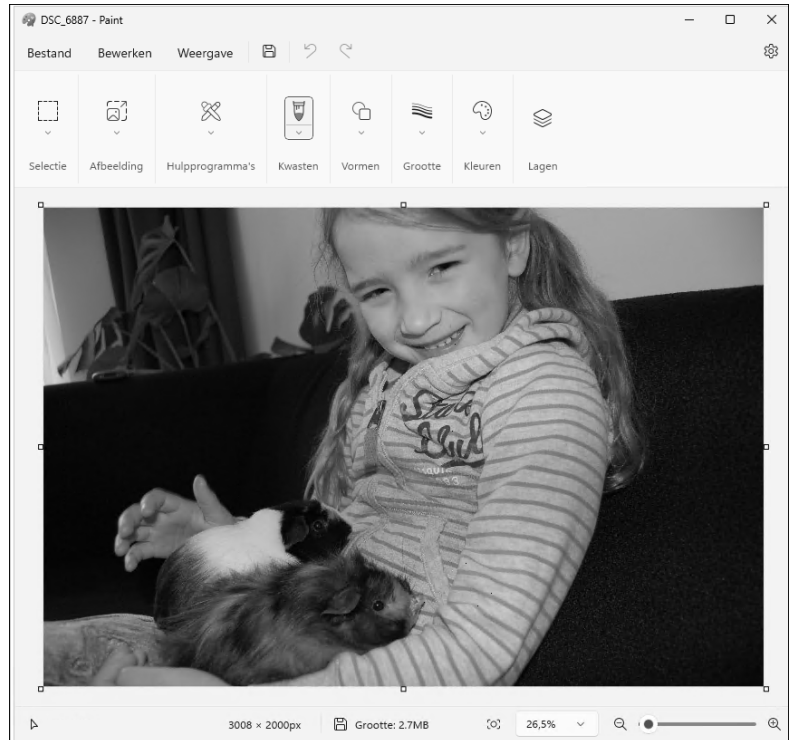 DSC_6887 - Paint
Bestand Bewerken Weergave
Selectie Afbeelding Hulpprogramma's Kwasten Vormen Grootte Kleuren Lagen
3008 × 2000px Grootte: 2.7MB 26,5%